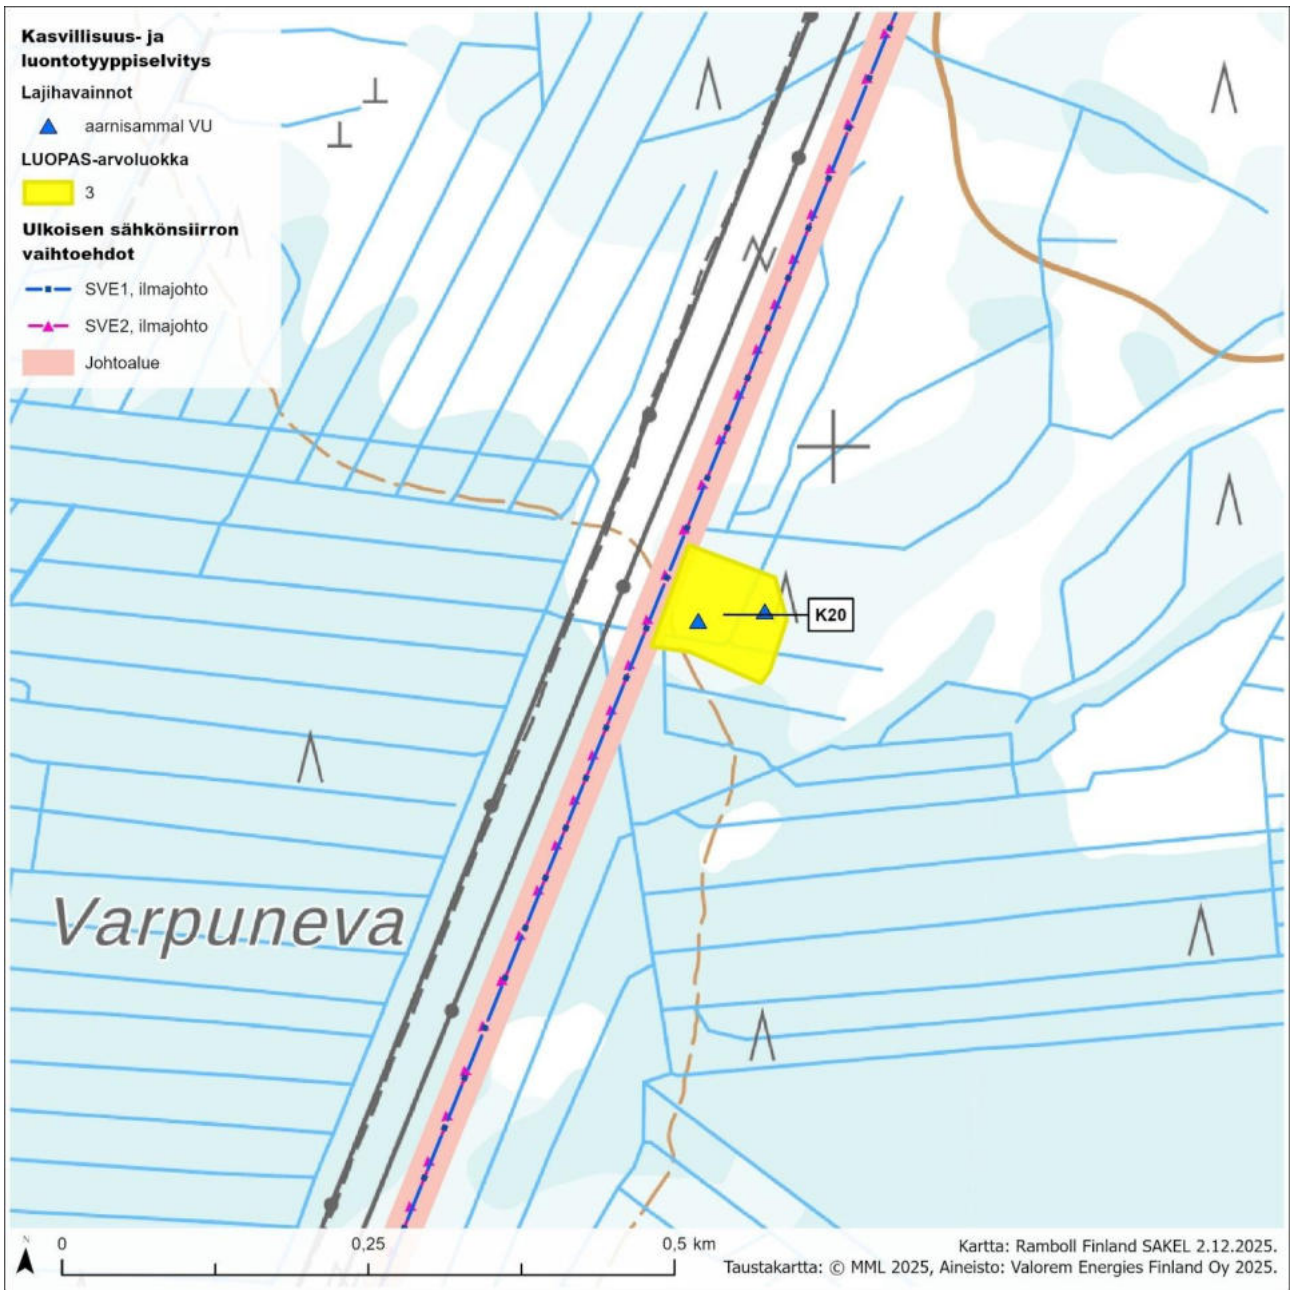 Kasvillisuus- ja
luontotyyppiselvitys
Lajihavainnot
aarnisammal VU
LUOPAS-arvoluokka
3
Ulkoisen sähkönsiirron
vaihtoehdot
SVE1, ilmajohto
SVE2, ilmajohto
Johtoalue
K20
Varpuneva
N
0 0,25 0,5 km
Kartta: Ramboll Finland SAKEL 2.12.2025.
Taustakartta: © MML 2025, Aineisto: Valorem Energies Finland Oy 2025.